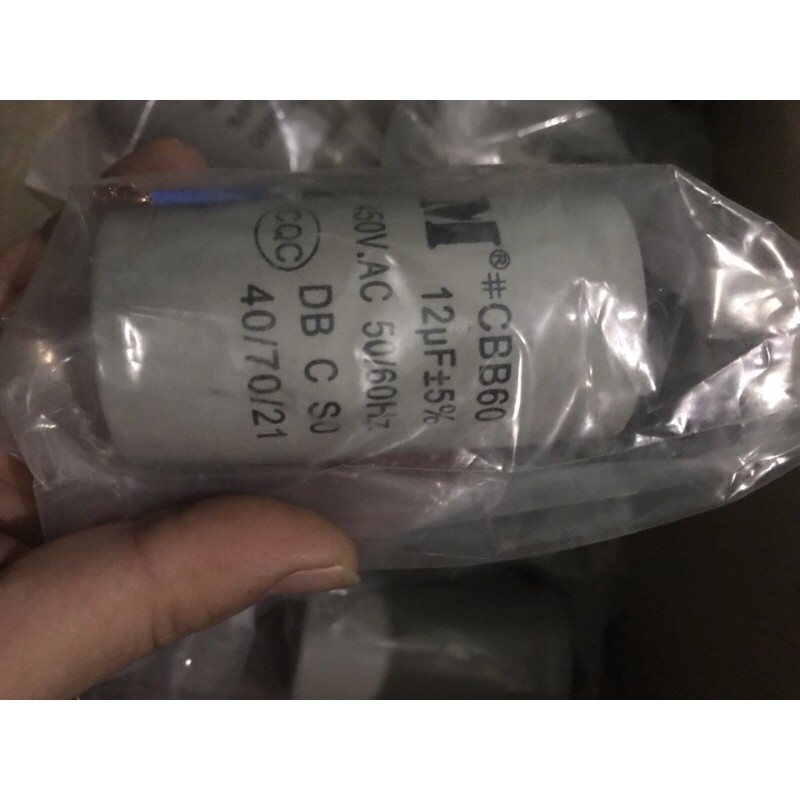 M® #CBB60
12μF±5%
450V.AC 50/60Hz
CQC DB C S0
40/70/21